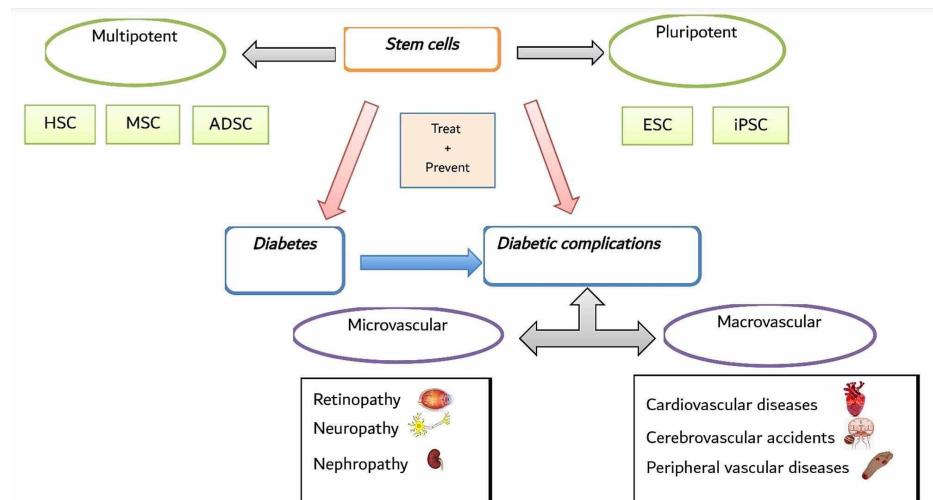 Multipotent
Stem cells
Pluripotent
HSC
MSC
ADSC
Treat
+
Prevent
ESC
iPSC
Diabetes
Diabetic complications
Microvascular
Macrovascular
Retinopathy
Neuropathy
Nephropathy
Cardiovascular diseases
Cerebrovascular accidents
Peripheral vascular diseases